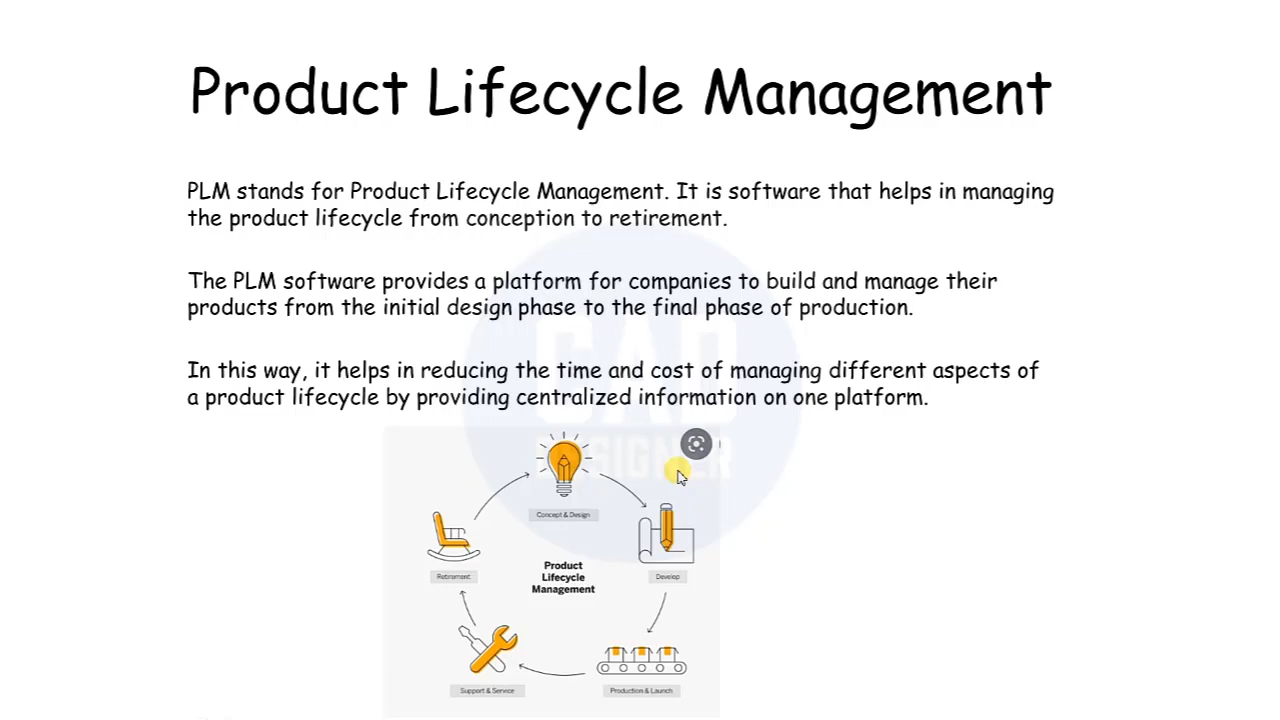 Product Lifecycle Management
PLM stands for Product Lifecycle Management. It is software that helps in managing
the product lifecycle from conception to retirement.
The PLM software provides a platform for companies to build and manage their
products from the initial design phase to the final phase of production.
In this way, it helps in reducing the time and cost of managing different aspects of
a product lifecycle by providing centralized information on one platform.
CAD
DESIGNER
Concept & Design
Product
Lifecycle
Management
Retirement
Develop
Support & Service
Production & Launch